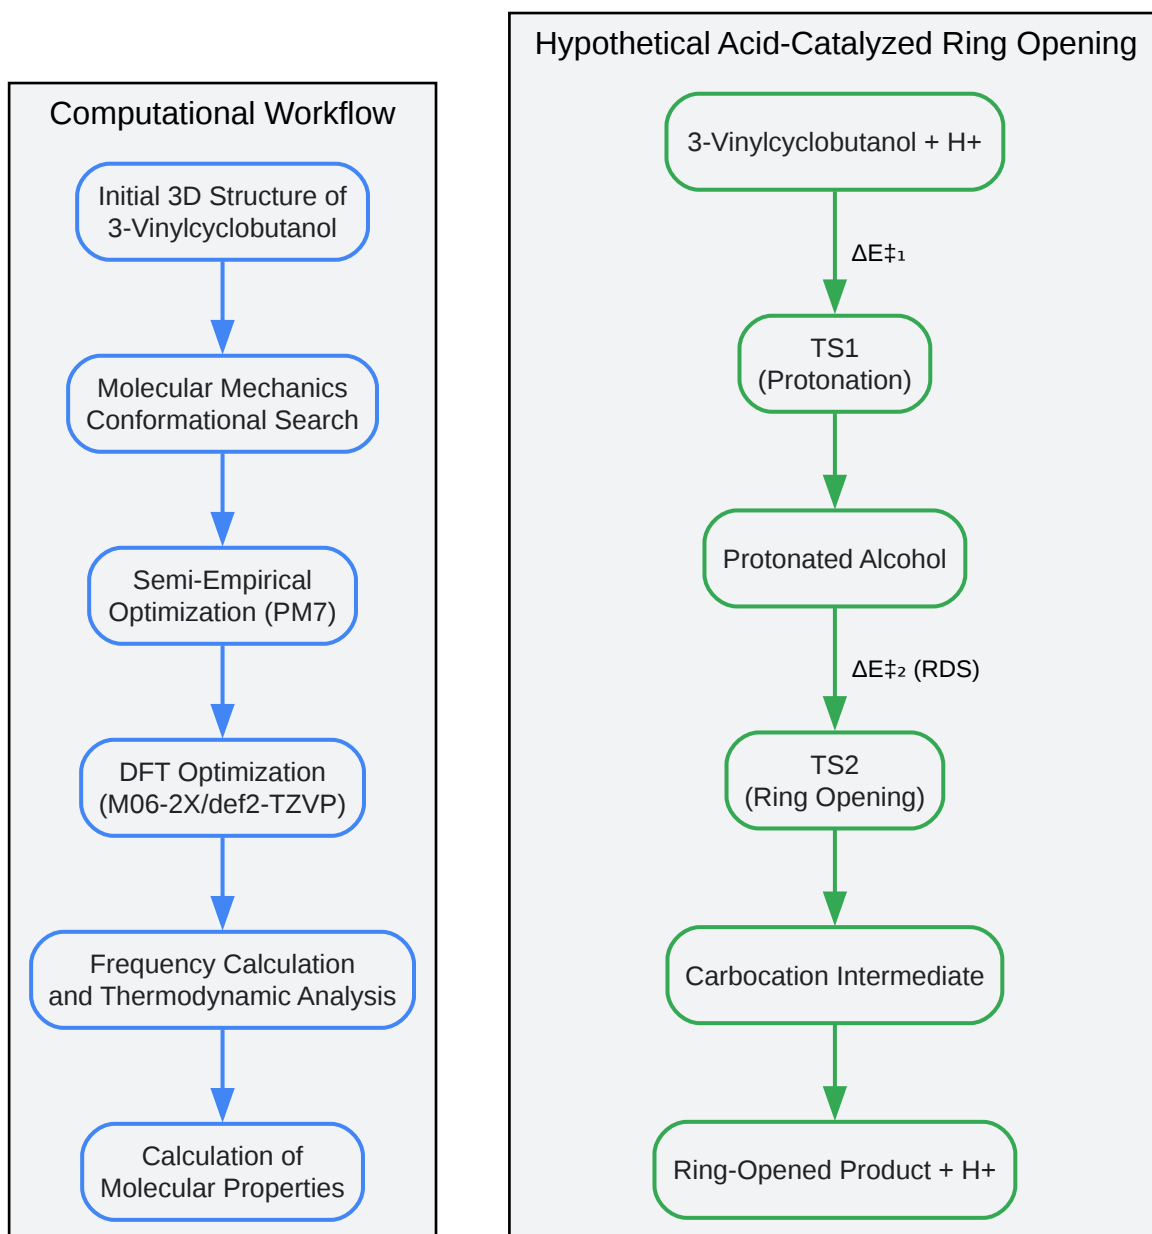 Computational Workflow
Initial 3D Structure of
3-Vinylcyclobutanol
Molecular Mechanics
Conformational Search
Semi-Empirical
Optimization (PM7)
DFT Optimization
(M06-2X/def2-TZVP)
Frequency Calculation
and Thermodynamic Analysis
Calculation of
Molecular Properties
Hypothetical Acid-Catalyzed Ring Opening
3-Vinylcyclobutanol + H+
ΔE‡₁
TS1
(Protonation)
Protonated Alcohol
ΔE‡₂ (RDS)
TS2
(Ring Opening)
Carbocation Intermediate
Ring-Opened Product + H+